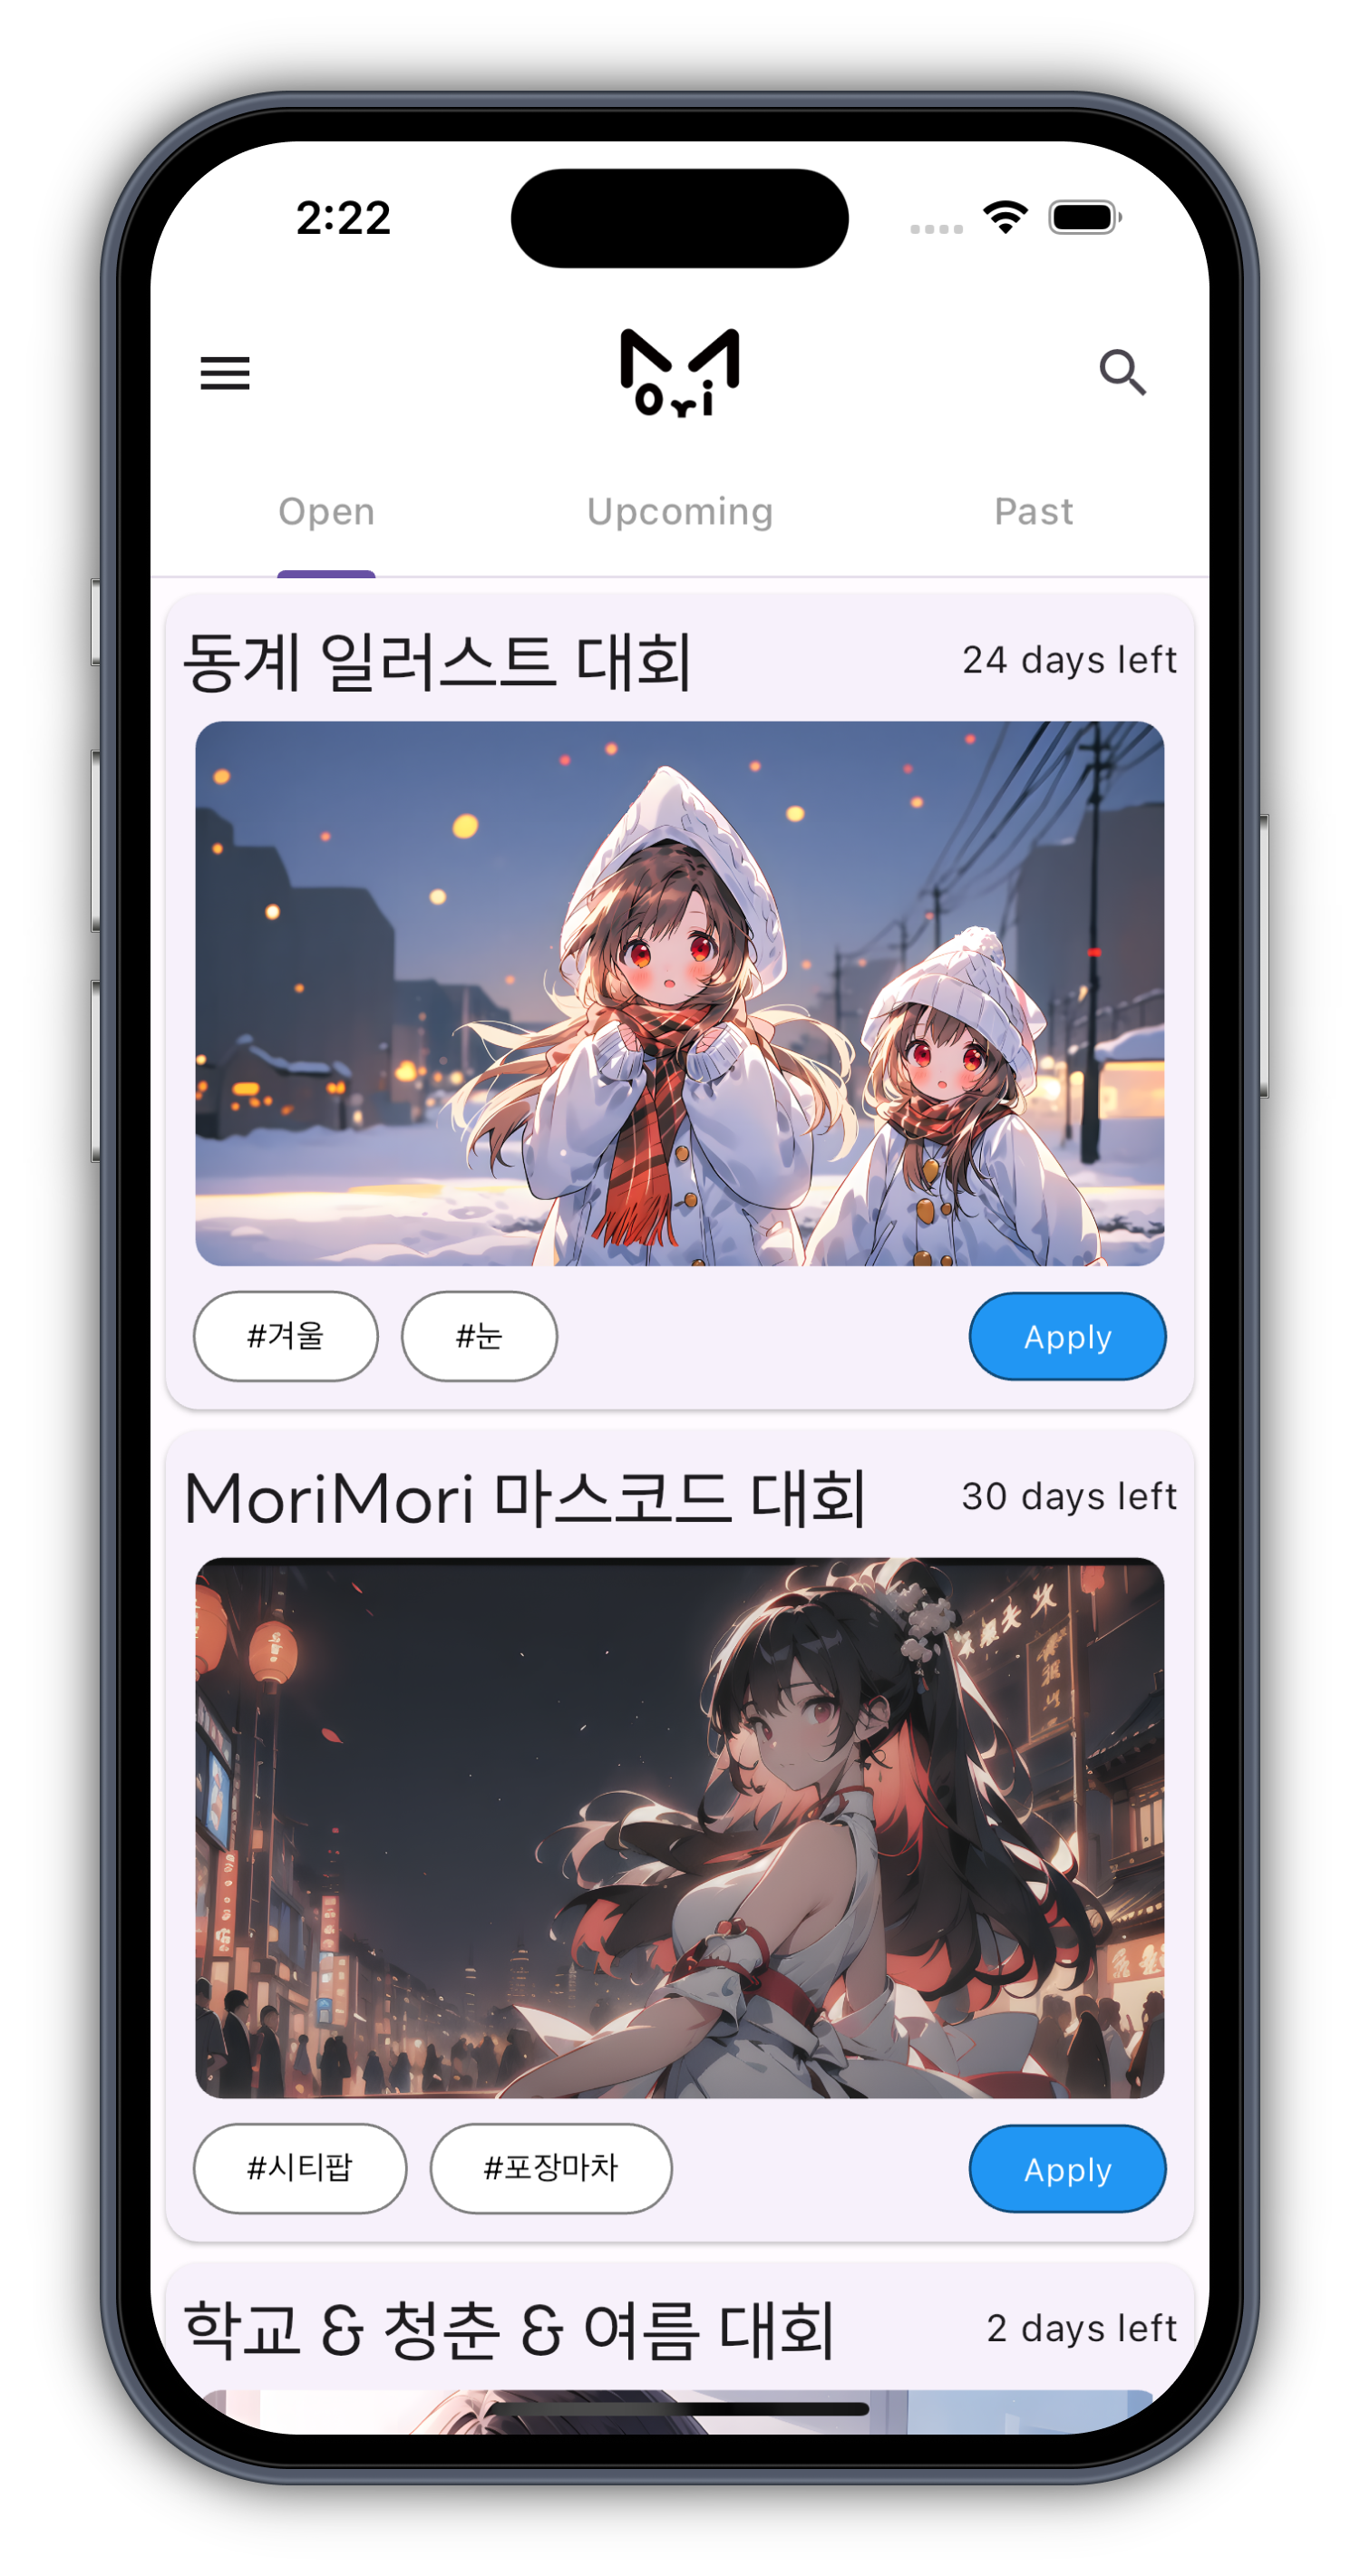 2:22
Mori
Open Upcoming Past
동계 일러스트 대회 24 days left
#겨울 #눈 Apply
MoriMori 마스코드 대회 30 days left
#시티팝 #포장마차 Apply
학교 & 청춘 & 여름 대회 2 days left